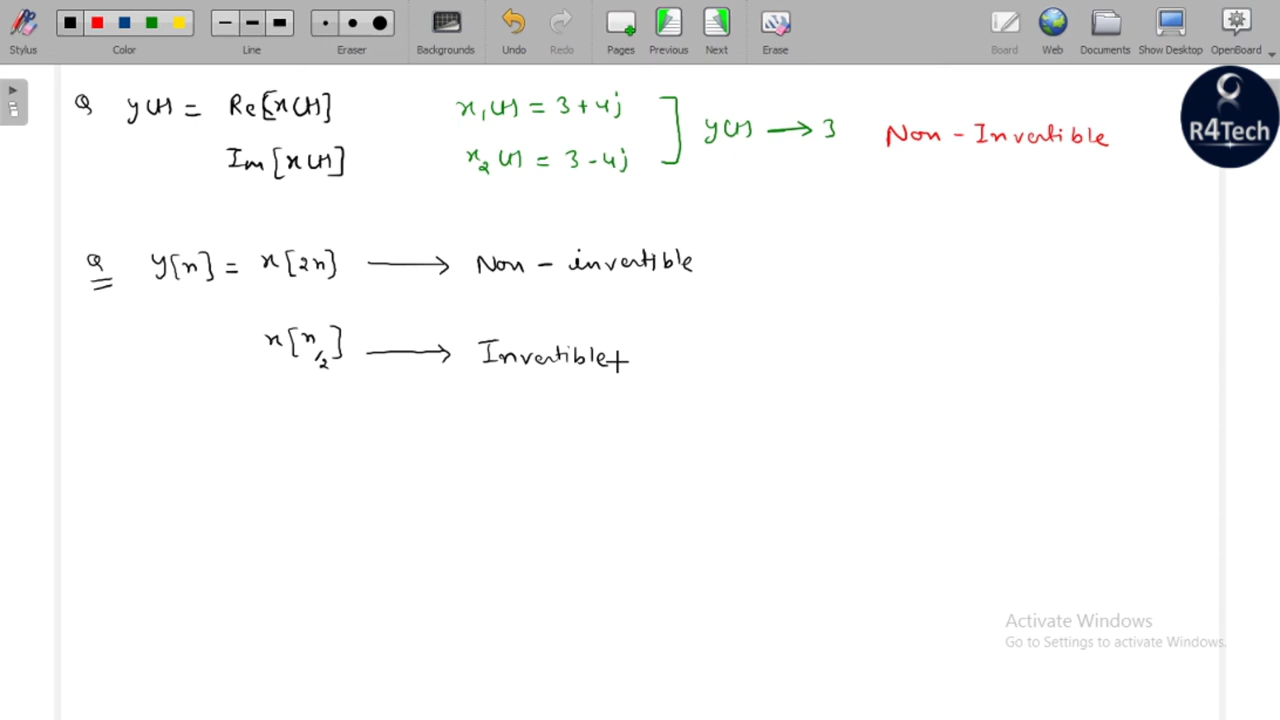 Stylus Color Line Eraser Backgrounds Undo Redo Pages Previous Next Erase Board Web Documents Show Desktop OpenBoard
Q y(t) = Re[x(t)] x₁(t) = 3+4j
Im[x(t)] x₂(t) = 3-4j
y(t) → 3 Non - Invertible
R4Tech
Q y[n] = x[2n] → Non - invertible
x[n/2] → Invertible
Activate Windows
Go to Settings to activate Windows.